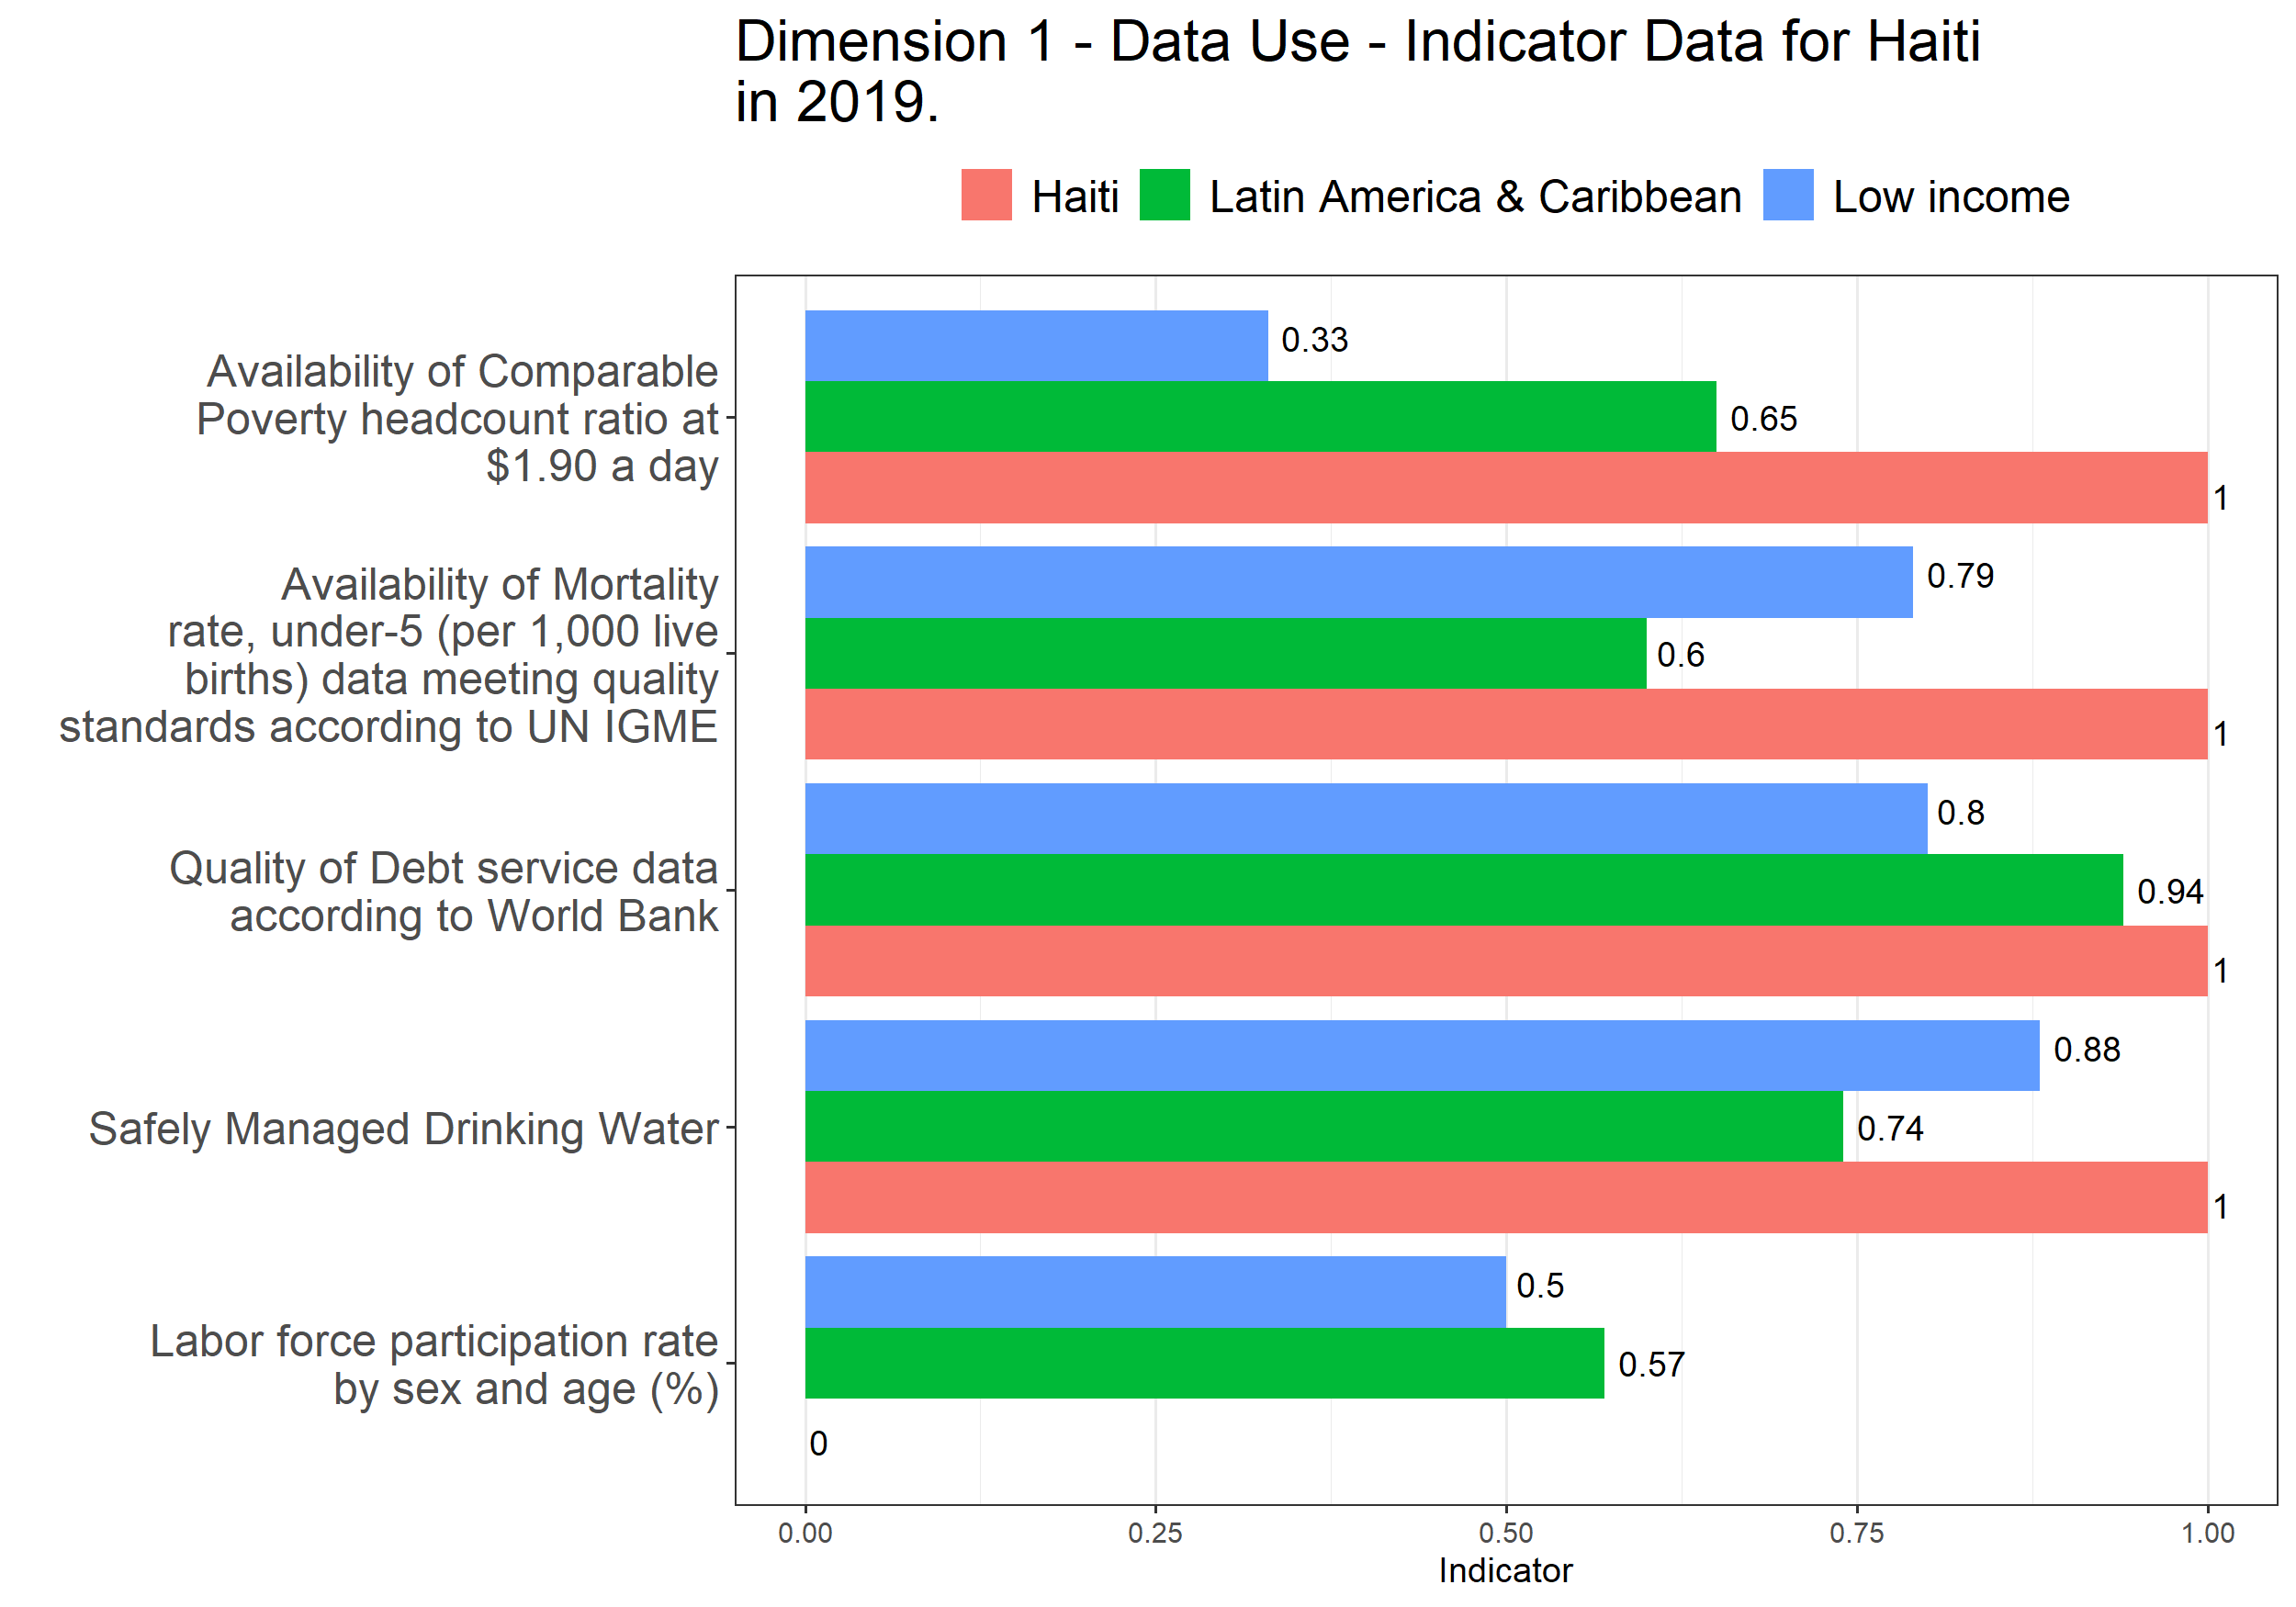 Dimension 1 - Data Use - Indicator Data for Haiti
in 2019.
Haiti
Latin America & Caribbean
Low income
Availability of Comparable
Poverty headcount ratio at
$1.90 a day
0.33
0.65
1
Availability of Mortality
rate, under-5 (per 1,000 live
births) data meeting quality
standards according to UN IGME
0.79
0.6
1
Quality of Debt service data
according to World Bank
0.8
0.94
1
Safely Managed Drinking Water
0.88
0.74
1
Labor force participation rate
by sex and age (%)
0.5
0.57
0
0.00
0.25
0.50
0.75
1.00
Indicator